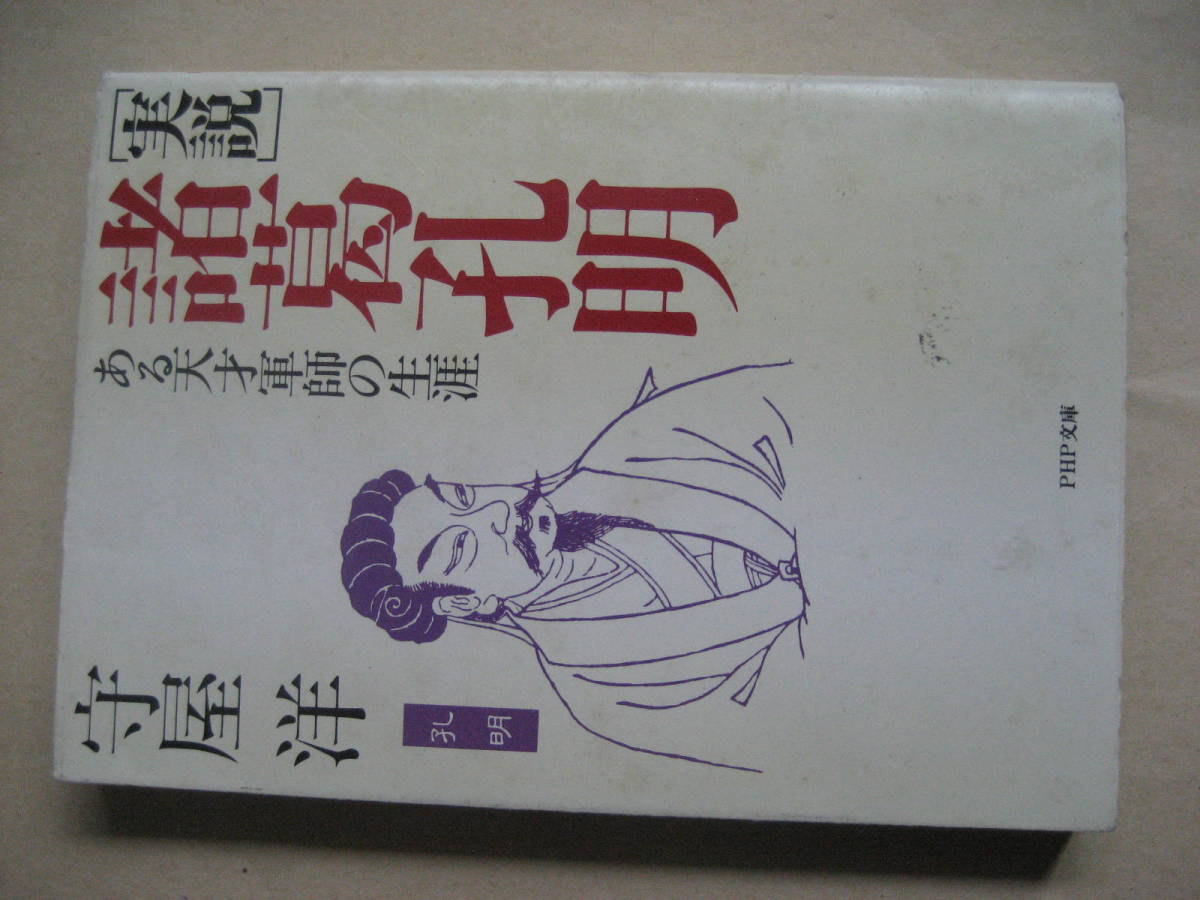 [実説]
諸葛孔明
ある天才軍師の生涯
守屋 洋
孔明
PHP文庫